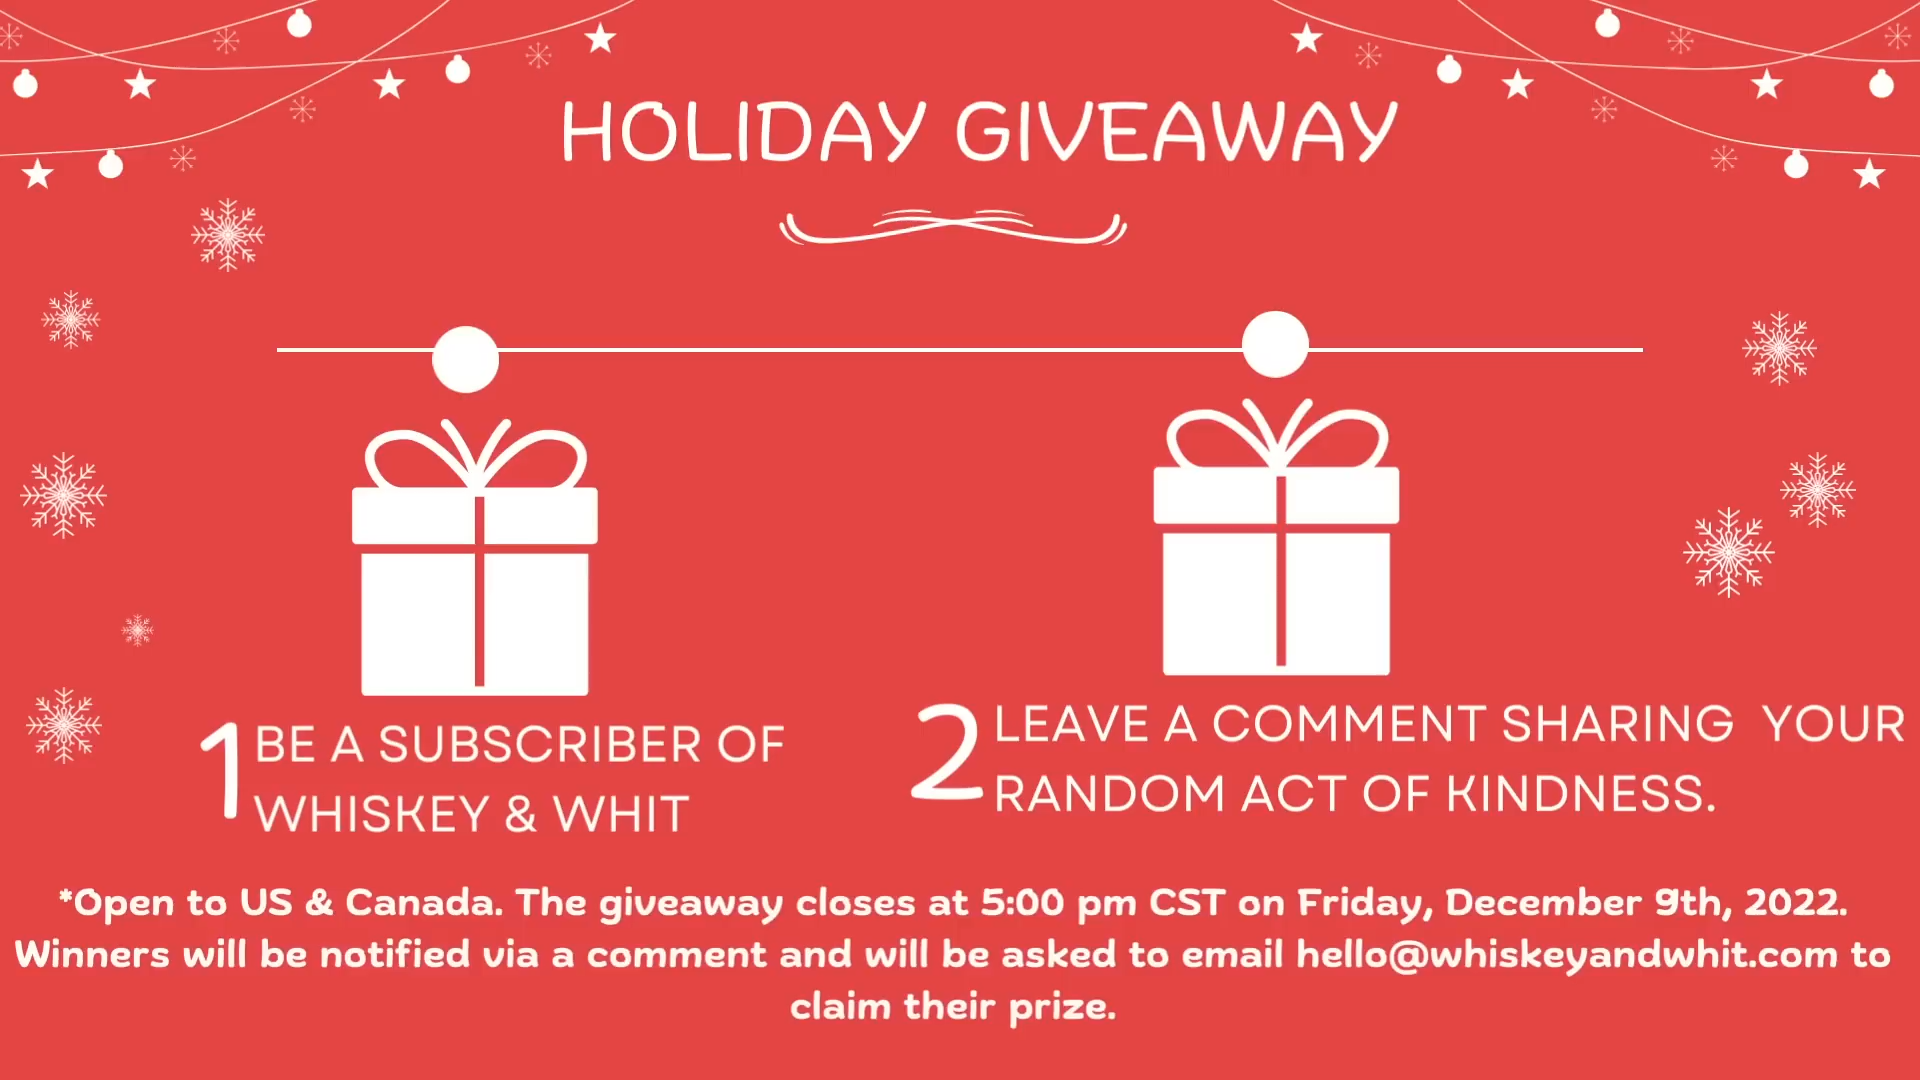 HOLIDAY GIVEAWAY
1 BE A SUBSCRIBER OF
WHISKEY & WHIT
2 LEAVE A COMMENT SHARING YOUR
RANDOM ACT OF KINDNESS.
*Open to US & Canada. The giveaway closes at 5:00 pm CST on Friday, December 9th, 2022.
Winners will be notified via a comment and will be asked to email hello@whiskeyandwhit.com to
claim their prize.